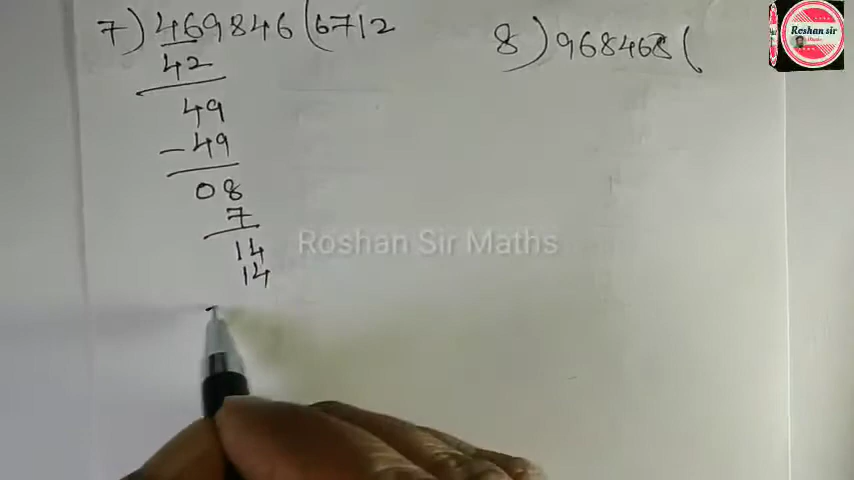 7) 469846 (6712
42
49
- 49
08
7
14
14
8) 968468 (
Roshan sir
Roshan Sir Maths